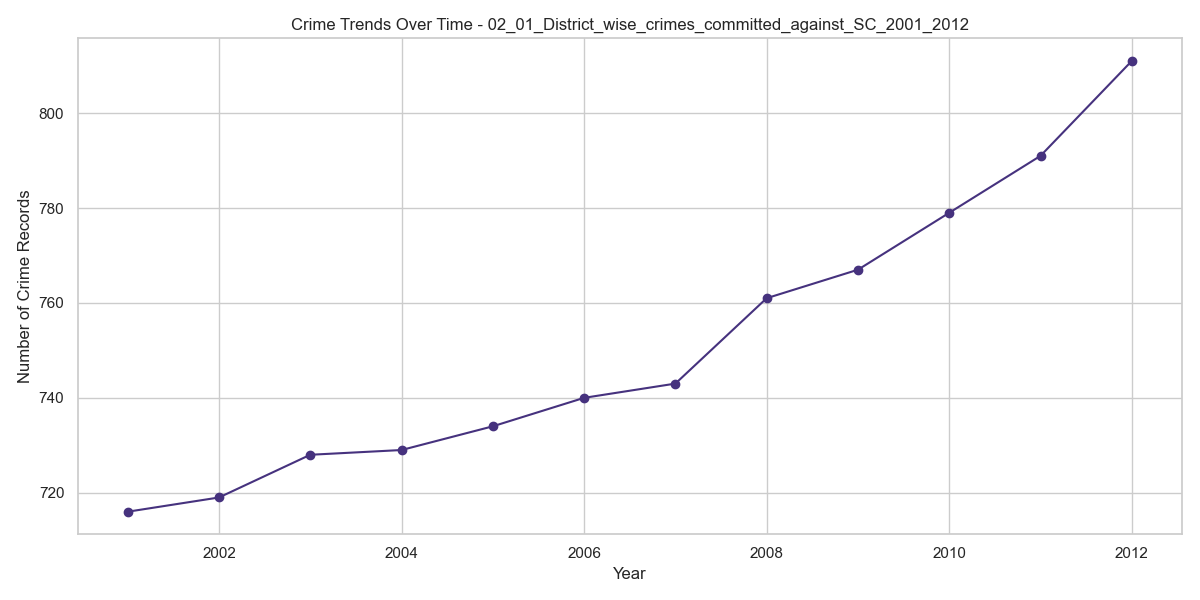 Crime Trends Over Time - 02_01_District_wise_crimes_committed_against_SC_2001_2012
Number of Crime Records
800
780
760
740
720
2002 2004 2006 2008 2010 2012
Year